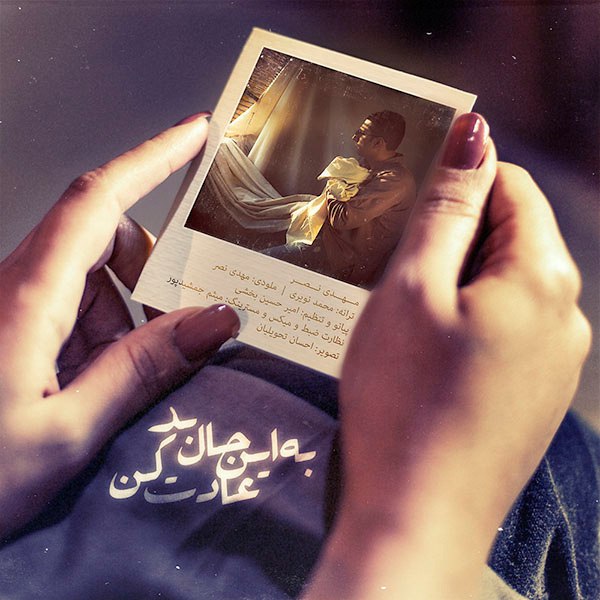 مهدی نصر
ترانه: محمد نویری | ملودی: مهدی نصر
پیانو و تنظیم: امیر حسین بخشی
نظارت ضبط و میکس و مسترینگ: میثم جمشیدپور
تصویر: احسان تحویلیان
به این حال بد
عادت کن